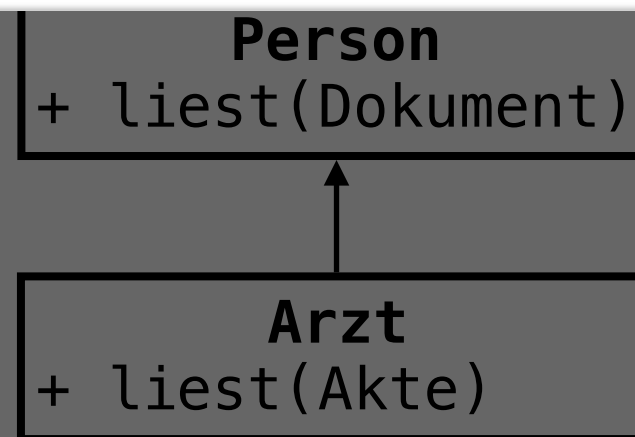 Person
+ liest(Dokument)
Arzt
+ liest(Akte)